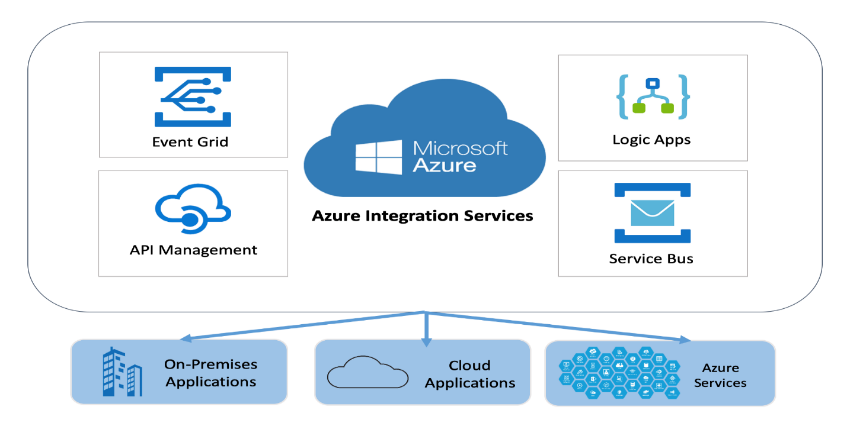 Event Grid
API Management
Microsoft
Azure
Azure Integration Services
Logic Apps
Service Bus
On-Premises
Applications
Cloud
Applications
Azure
Services